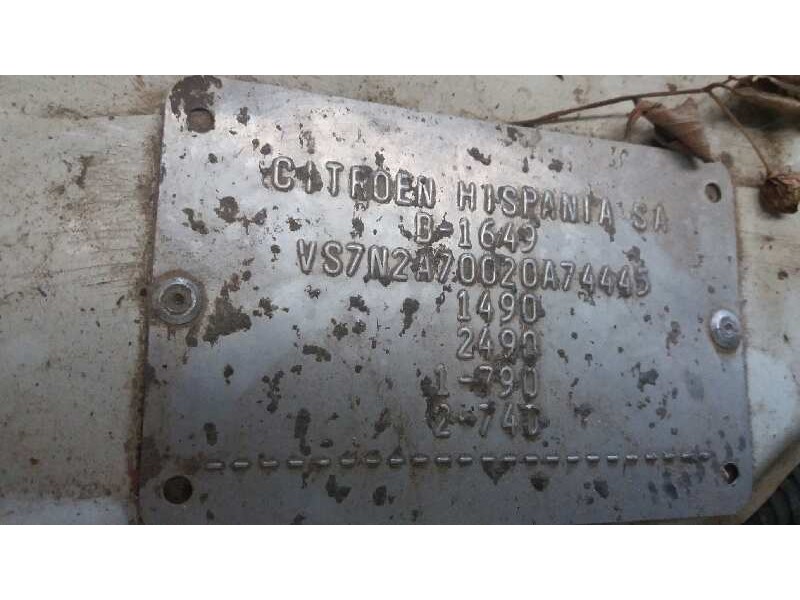 CITROEN HISPANIA SA
B-1649
VS7N2A70020A74445
1490
2490
1-790
2-740